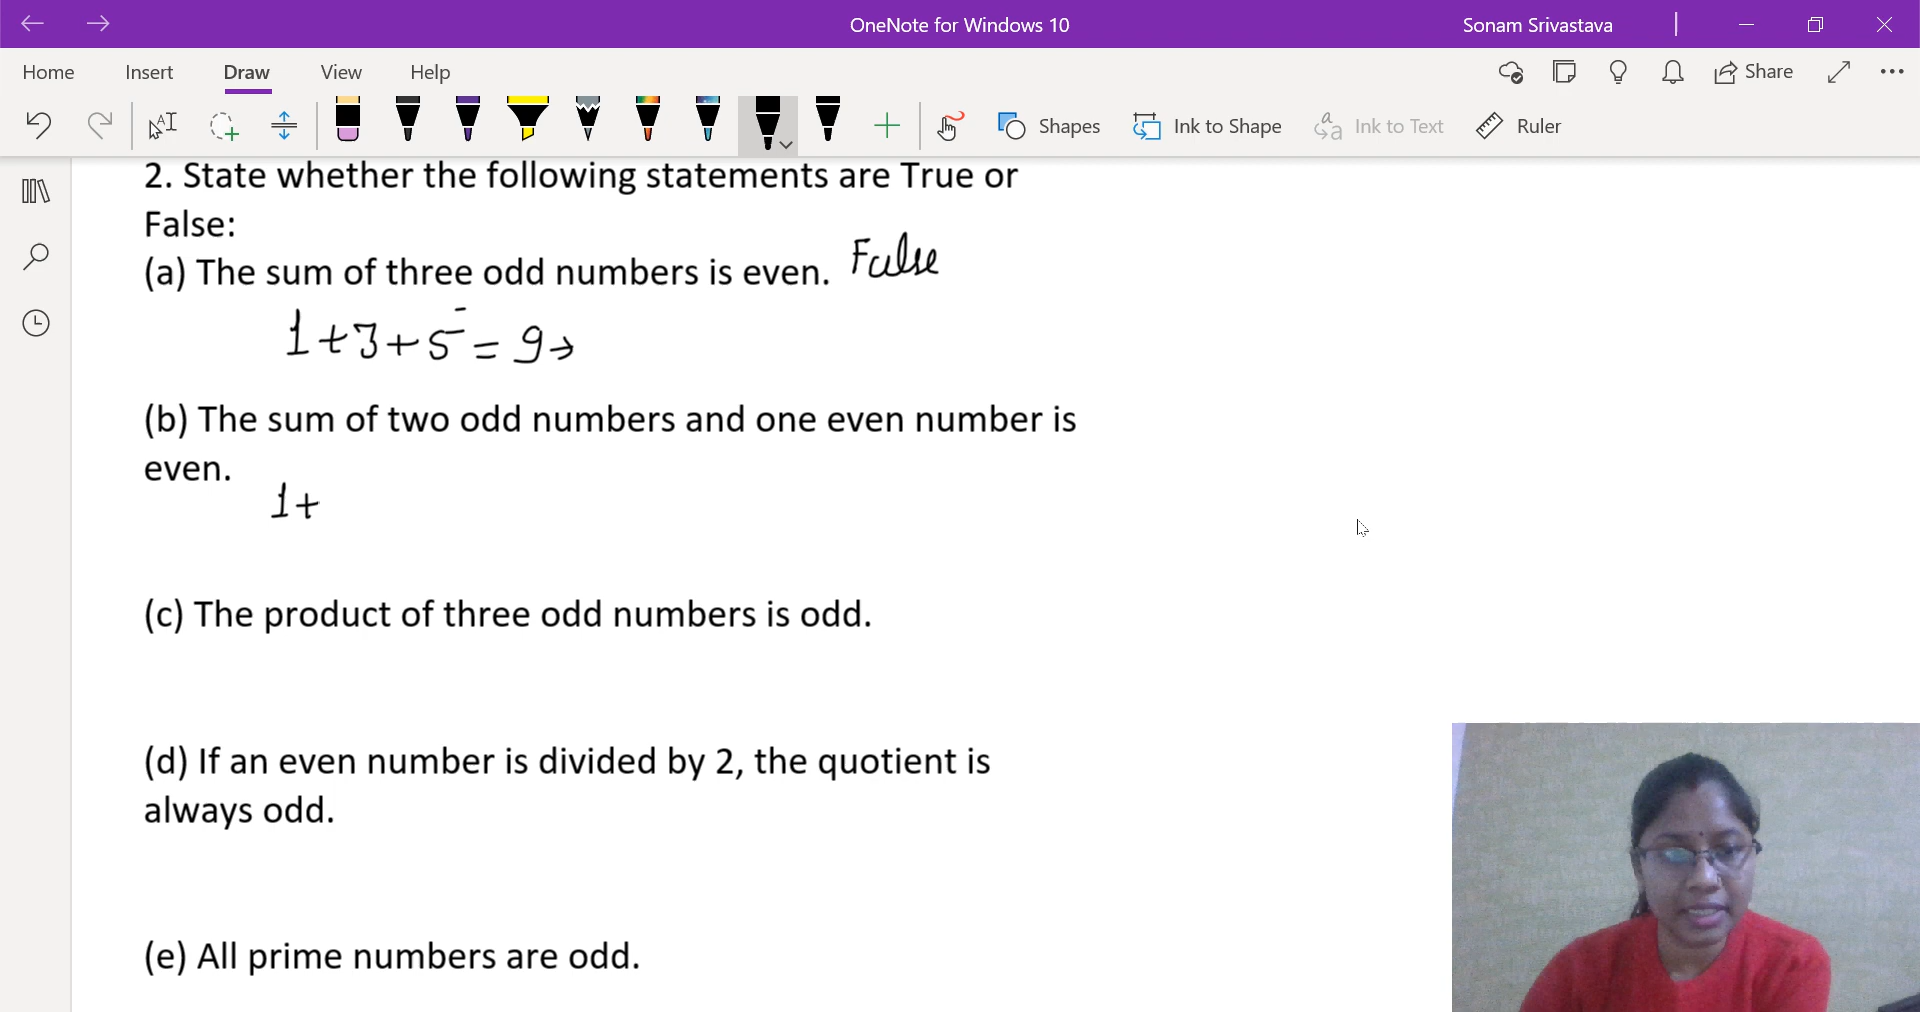 OneNote for Windows 10
Sonam Srivastava
Home Insert Draw View Help
Share
Shapes Ink to Shape Ink to Text Ruler
2. State whether the following statements are True or
False:
(a) The sum of three odd numbers is even. False
1+3+5 = 9→
(b) The sum of two odd numbers and one even number is
even.
1+
(c) The product of three odd numbers is odd.
(d) If an even number is divided by 2, the quotient is
always odd.
(e) All prime numbers are odd.